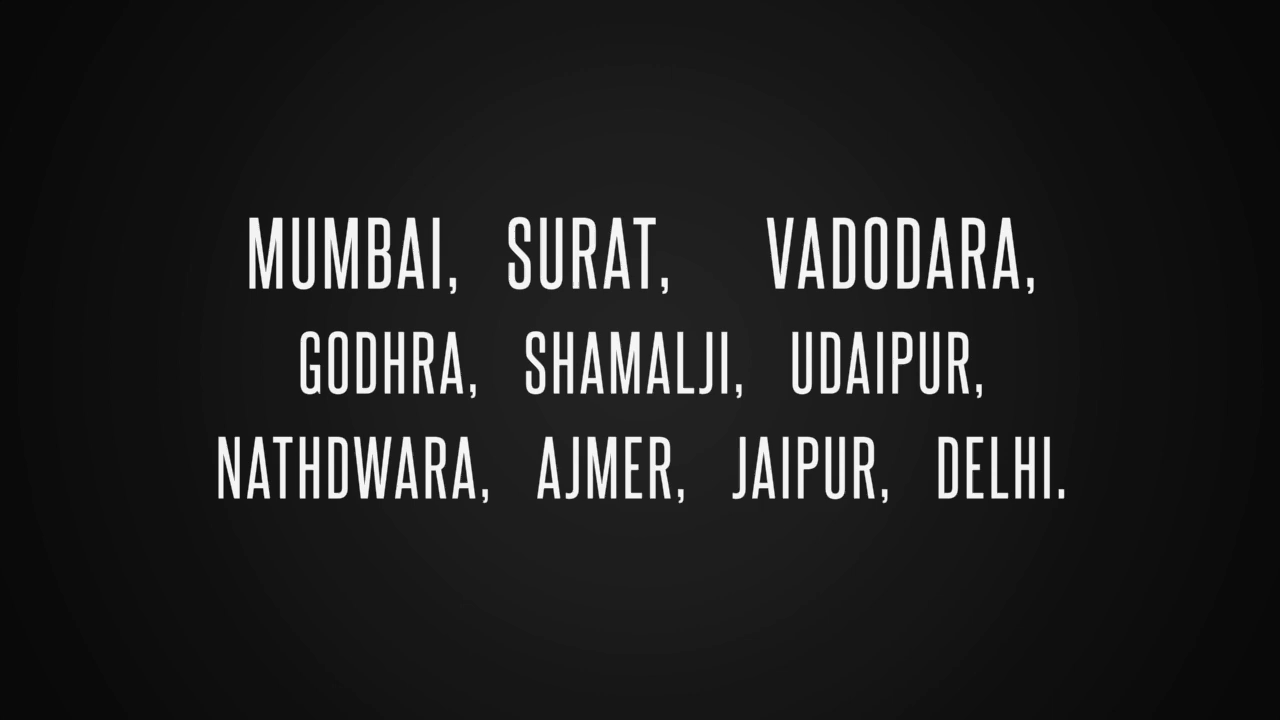 MUMBAI, SURAT, VADODARA,
GODHRA, SHAMALJI, UDAIPUR,
NATHDWARA, AJMER, JAIPUR, DELHI.